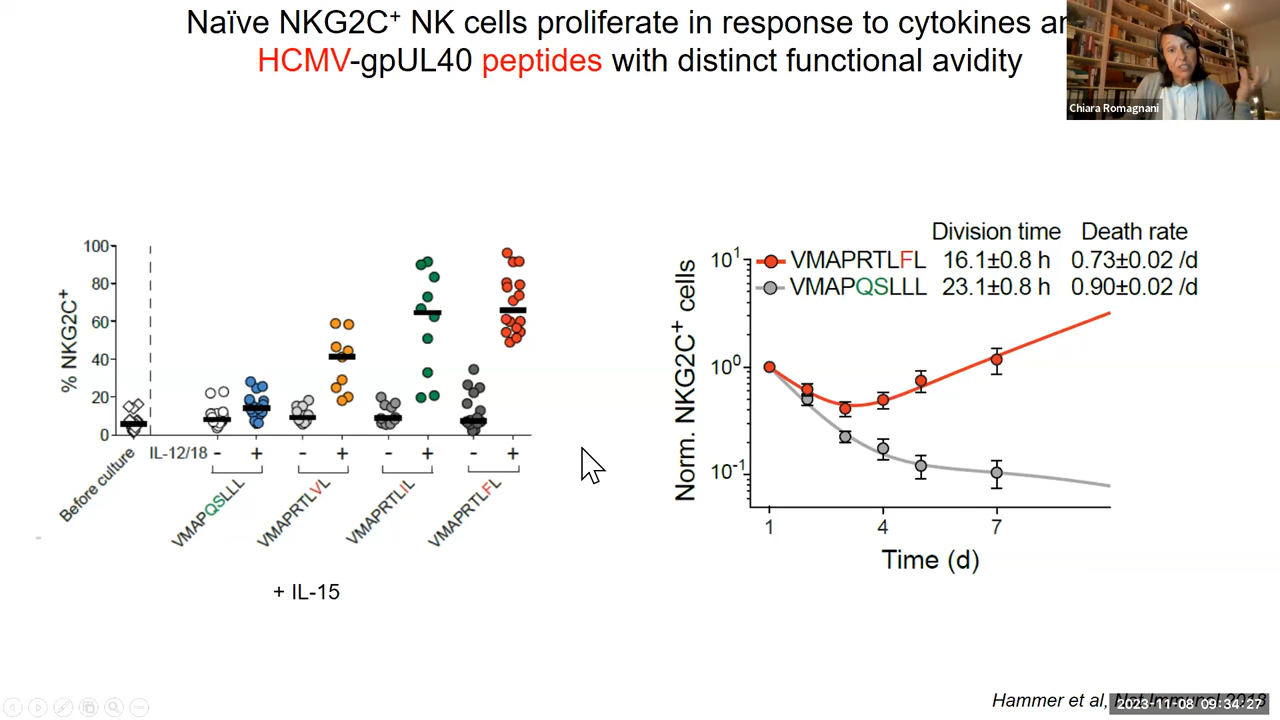 Naïve NKG2C⁺ NK cells proliferate in response to cytokines
HCMV-gpUL40 peptides with distinct functional avidity
Chiara Romagnani
% NKG2C⁺
100
80
60
40
20
0
Before culture
IL-12/18 - + - + - + - +
VMAPQSLLL
VMAPRTLVL
VMAPRTLIL
VMAPRTLFL
+ IL-15
Division time Death rate
VMAPRTLFL 16.1±0.8 h 0.73±0.02 /d
VMAPQSLLL 23.1±0.8 h 0.90±0.02 /d
Norm. NKG2C⁺ cells
10¹
10⁰
10⁻¹
1 4 7
Time (d)
Hammer et al, Nat Immunol 2018
2023-11-08 09:34:27